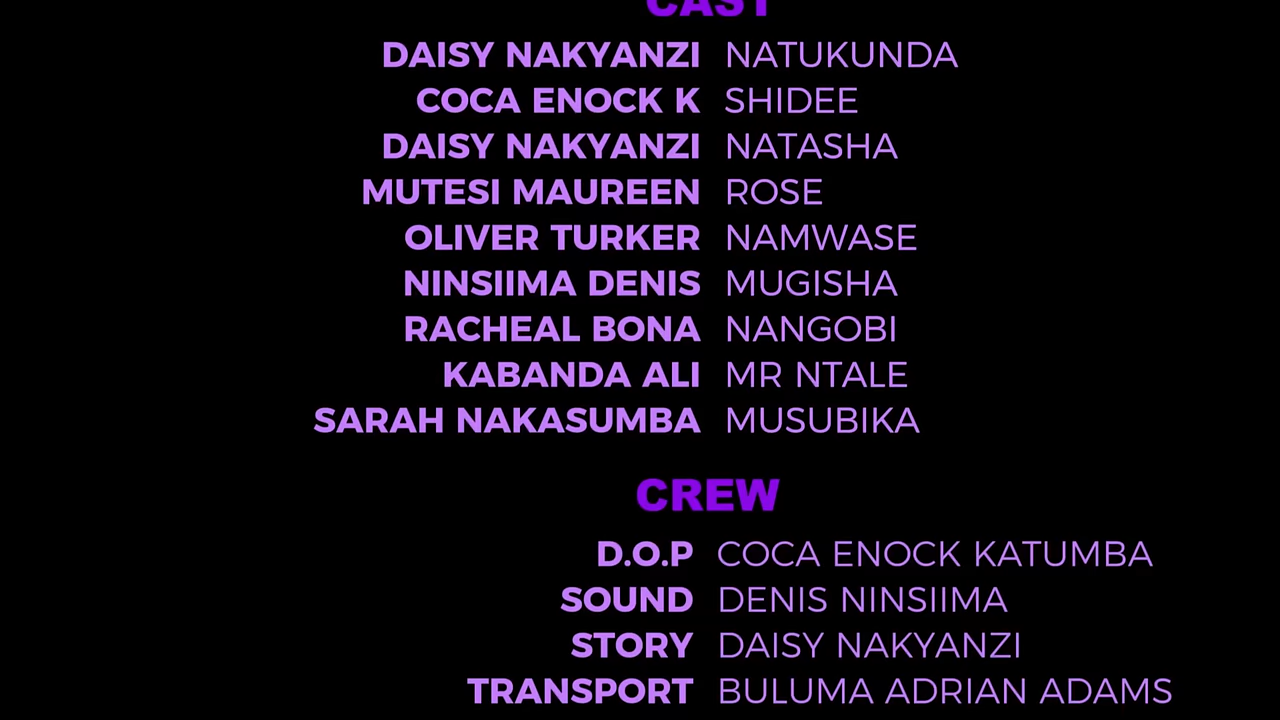 CAST
DAISY NAKYANZI NATUKUNDA
COCA ENOCK K SHIDEE
DAISY NAKYANZI NATASHA
MUTESI MAUREEN ROSE
OLIVER TURKER NAMWASE
NINSIIMA DENIS MUGISHA
RACHEAL BONA NANGOBI
KABANDA ALI MR NTALE
SARAH NAKASUMBA MUSUBIKA
CREW
D.O.P COCA ENOCK KATUMBA
SOUND DENIS NINSIIMA
STORY DAISY NAKYANZI
TRANSPORT BULUMA ADRIAN ADAMS